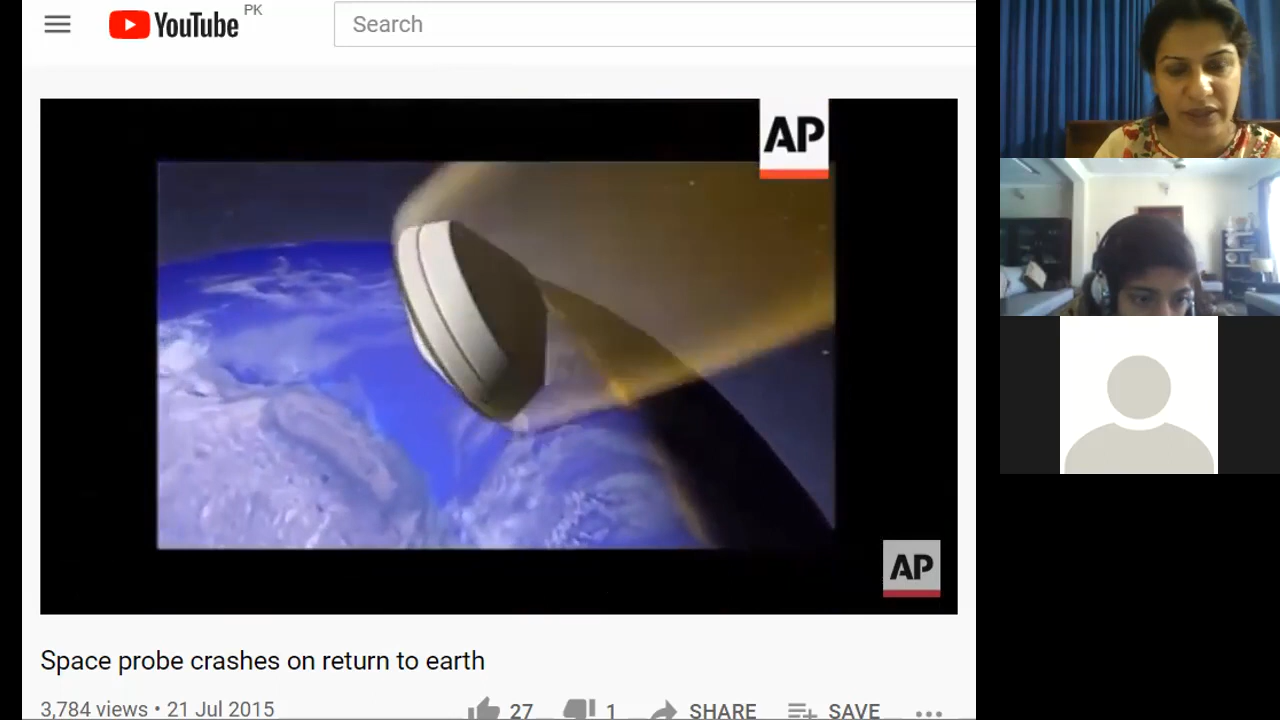 YouTube PK
Search
AP
AP
Space probe crashes on return to earth
3,784 views • 21 Jul 2015
27
1
SHARE
SAVE